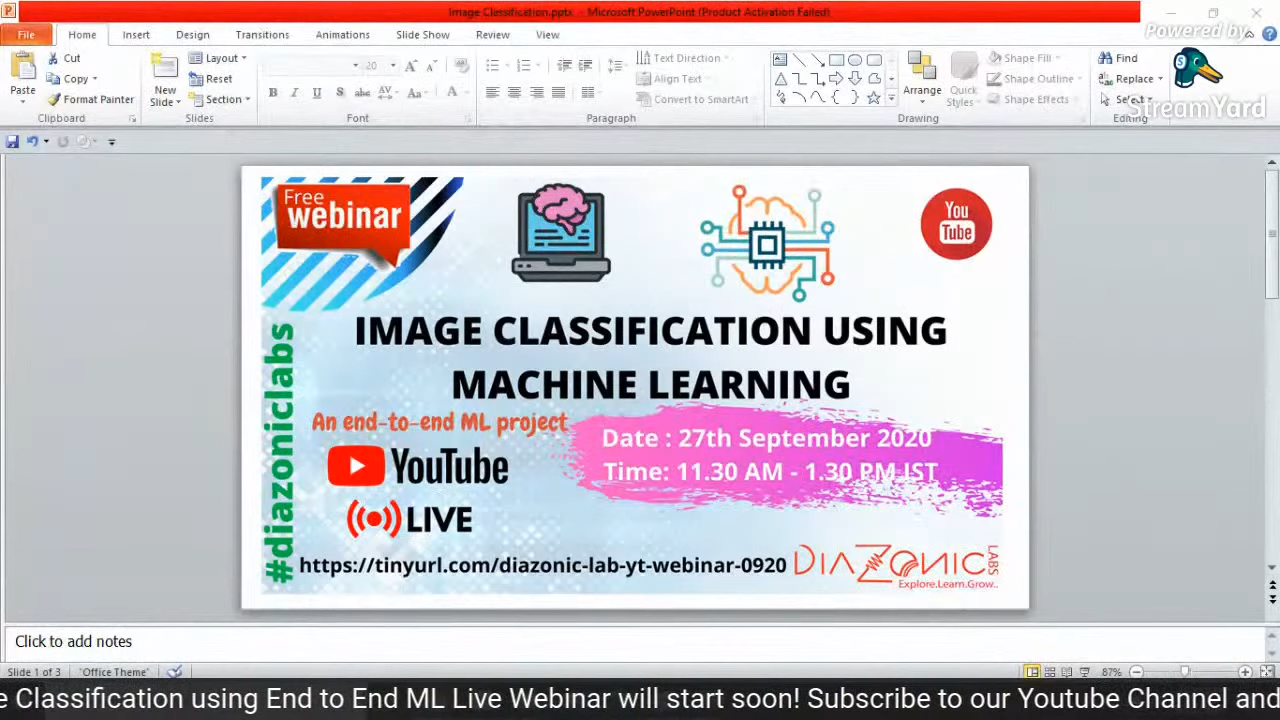 Image Classification.pptx - Microsoft PowerPoint (Product Activation Failed)
Powered by
StreamYard
File Home Insert Design Transitions Animations Slide Show Review View
Paste
Cut
Copy
Format Painter
Clipboard
New
Slide
Layout
Reset
Section
Slides
20
B I U S abc AV Aa A
Font
Text Direction
Align Text
Convert to SmartArt
Paragraph
Arrange
Quick
Styles
Drawing
Shape Fill
Shape Outline
Shape Effects
Find
Replace
Select
Editing
Free
webinar
You
Tube
IMAGE CLASSIFICATION USING
MACHINE LEARNING
#diazoniclabs
An end-to-end ML project
Date : 27th September 2020
Time: 11.30 AM - 1.30 PM IST
YouTube
LIVE
https://tinyurl.com/diazonic-lab-yt-webinar-0920
DIAZONIC LABS
Explore.Learn.Grow..
Click to add notes
Slide 1 of 3 "Office Theme" 87%
e Classification using End to End ML Live Webinar will start soon! Subscribe to our Youtube Channel and